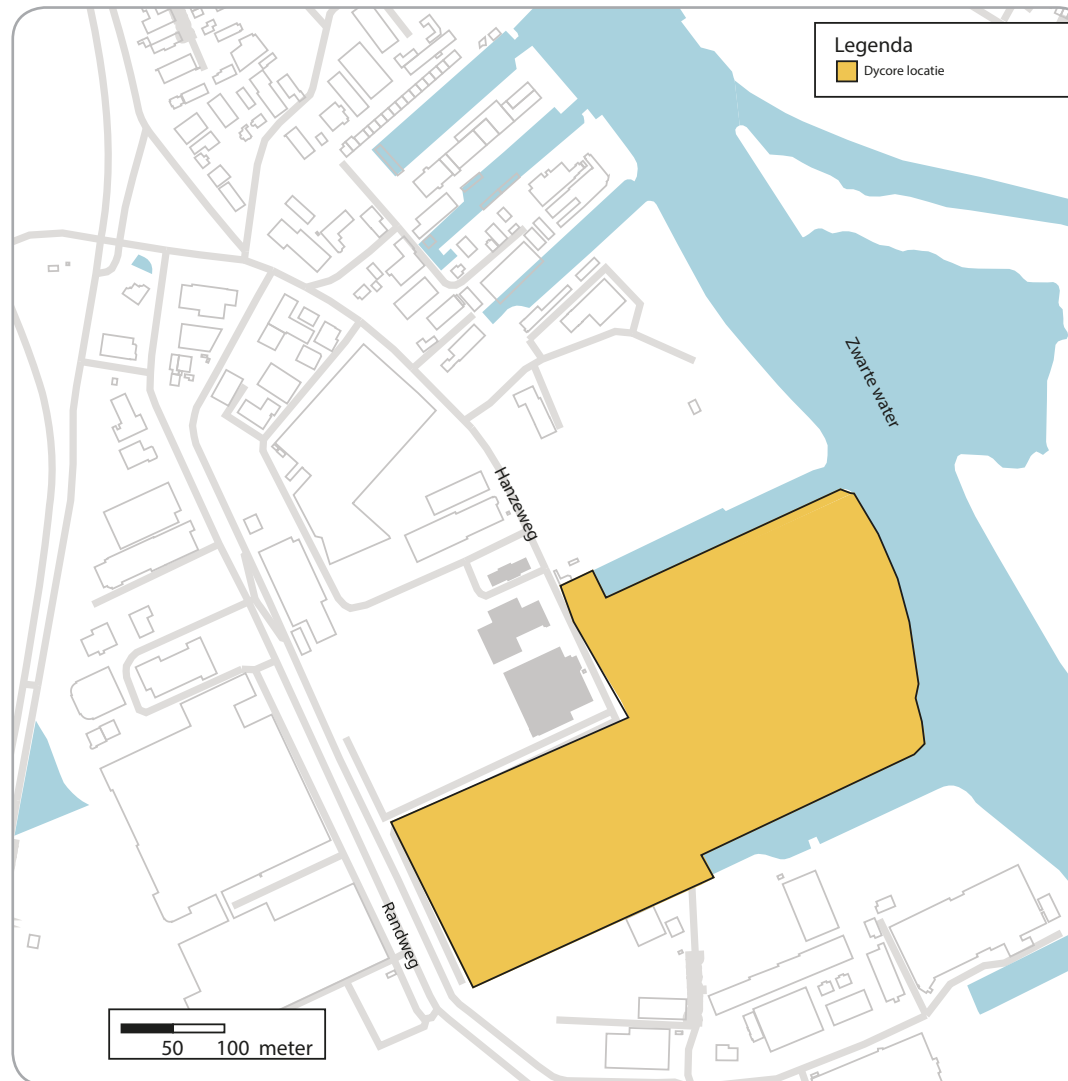 Legenda
Dycore locatie
Zwarte water
Hanzeweg
Randweg
50 100 meter